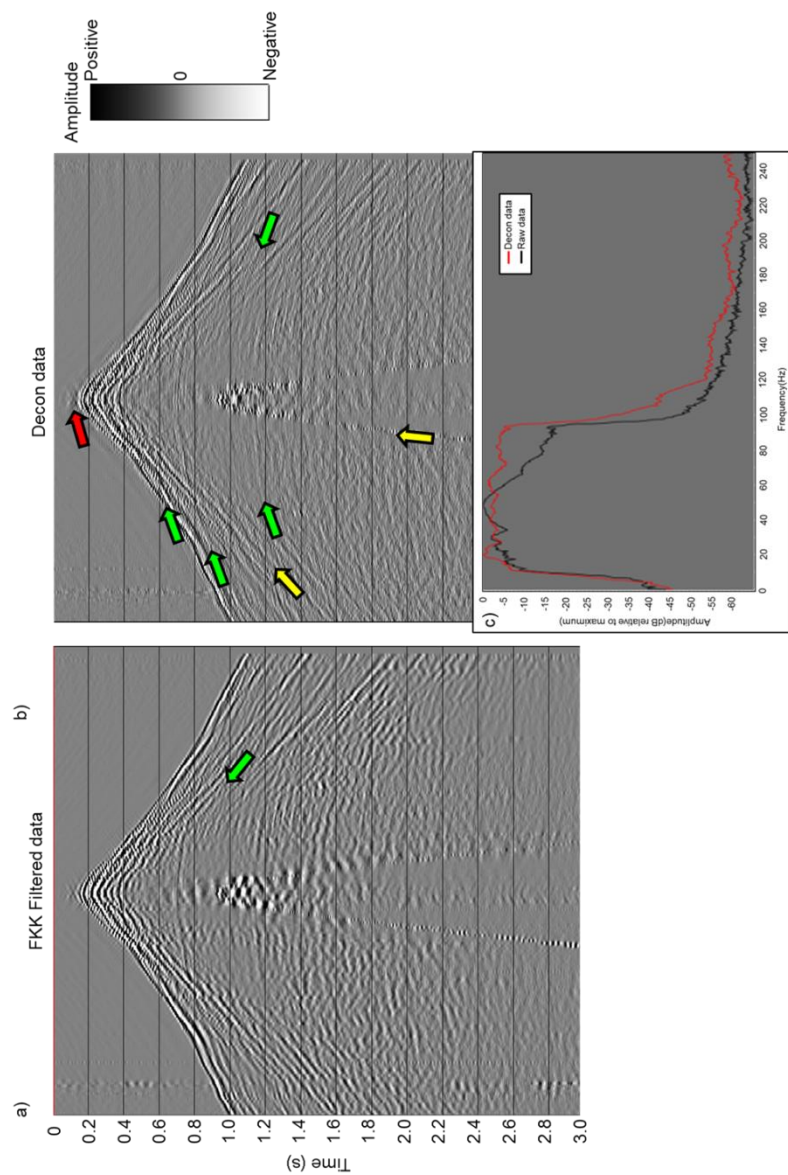 a)
FKK Filtered data
Time (s)
0
0.2
0.4
0.6
0.8
1.0
1.2
1.4
1.6
1.8
2.0
2.2
2.4
2.6
2.8
3.0
b)
Decon data
Amplitude
Positive
0
Negative
c)
Decon data
Raw data
Amplitude(dB relative to maximum)
0
-5
-15
-20
-25
-30
-35
-40
-45
-50
-55
-60
0 20 40 60 80 100 120 140 160 180 200 220 240
Frequency(Hz)